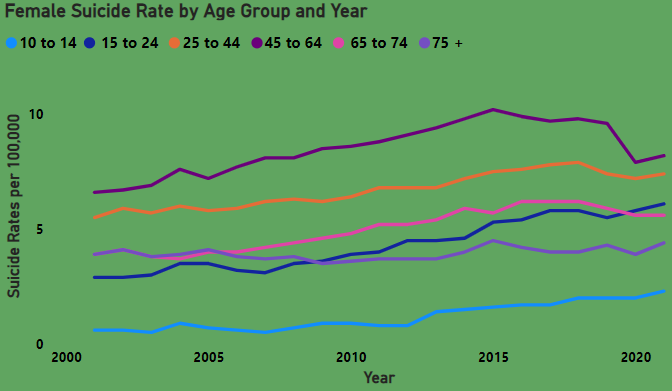 Female Suicide Rate by Age Group and Year
10 to 14 15 to 24 25 to 44 45 to 64 65 to 74 75 +
Suicide Rates per 100,000
10
5
0
2000 2005 2010 2015 2020
Year